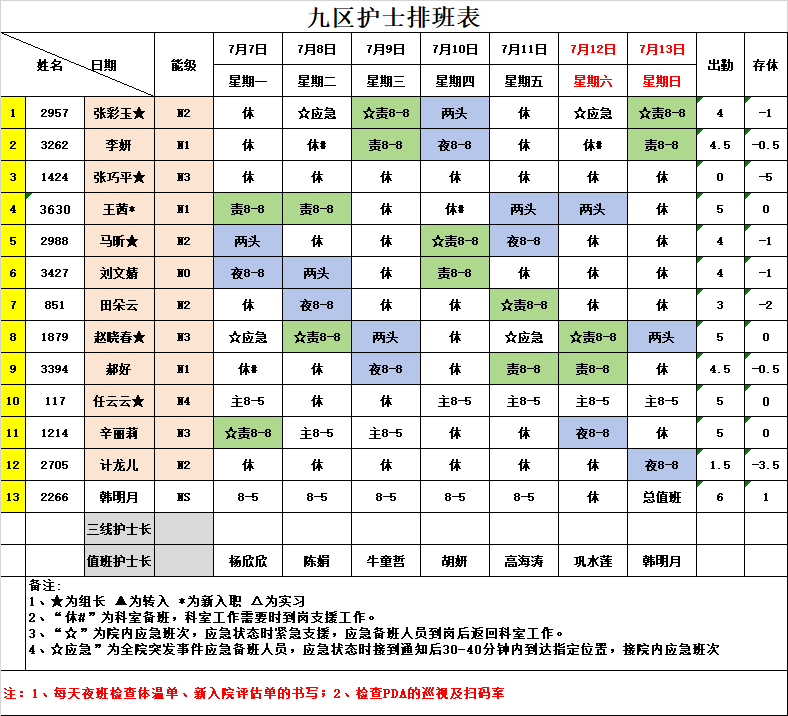 九区护士排班表
姓名 日期 能级 7月7日 7月8日 7月9日 7月10日 7月11日 7月12日 7月13日 出勤 存休
星期一 星期二 星期三 星期四 星期五 星期六 星期日
1 2957 张彩玉★ N2 休 ☆应急 ☆责8-8 两头 休 ☆应急 ☆责8-8 4 -1
2 3262 李妍 N1 休 休# 责8-8 夜8-8 休 休# 责8-8 4.5 -0.5
3 1424 张巧平★ N3 休 休 休 休 休 休 休 0 -5
4 3630 王茜* N1 责8-8 责8-8 休 休# 两头 两头 休 5 0
5 2988 马昕★ N2 两头 休 休 ☆责8-8 夜8-8 休 休 4 -1
6 3427 刘文婧 N0 夜8-8 两头 休 责8-8 休 休 休 4 -1
7 851 田朵云 N2 休 夜8-8 休 休 ☆责8-8 休 休 3 -2
8 1879 赵晓春★ N3 ☆应急 ☆责8-8 两头 休 ☆应急 ☆责8-8 两头 5 0
9 3394 郝好 N1 休# 休 夜8-8 休 责8-8 责8-8 休 4.5 -0.5
10 117 任云云★ N4 主8-5 休 休 主8-5 主8-5 主8-5 主8-5 5 0
11 1214 辛丽莉 N3 ☆责8-8 主8-5 主8-5 休 休 夜8-8 休 5 0
12 2705 计龙儿 N2 休 休 休 休 休 休 夜8-8 1.5 -3.5
13 2266 韩明月 NS 8-5 8-5 8-5 8-5 8-5 休 总值班 6 1
三线护士长
值班护士长 杨欣欣 陈娟 牛童哲 胡妍 高海涛 巩水莲 韩明月
备注:
1、★为组长 ▲为转入 *为新入职 △为实习
2、“休#”为科室备班，科室工作需要时到岗支援工作。
3、“☆”为院内应急班次，应急状态时紧急支援，应急备班人员到岗后返回科室工作。
4、☆应急”为全院突发事件应急备班人员，应急状态时接到通知后30-40分钟内到达指定位置，接院内应急班次
注：1、每天夜班检查体温单、新入院评估单的书写；2、检查PDA的巡视及扫码率